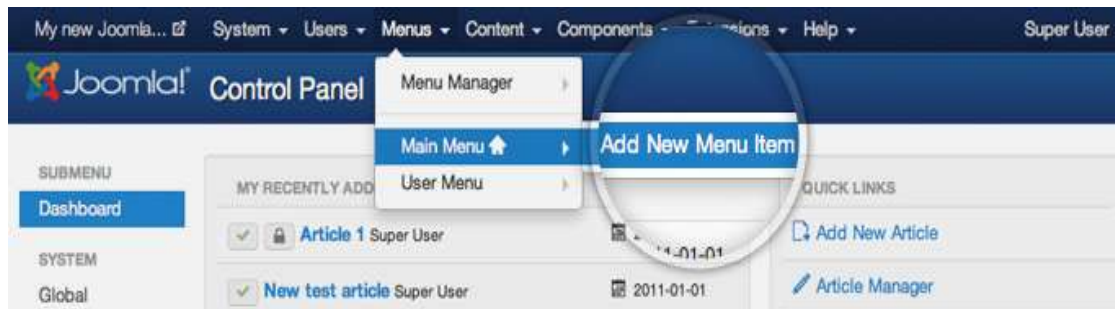 My new Joomla... System Users Menus Content Components Help Super User
Joomla! Control Panel
Menu Manager
Main Menu
Add New Menu Item
User Menu
SUBMENU
Dashboard
SYSTEM
Global
MY RECENTLY ADD
Article 1 Super User
New test article Super User 2011-01-01
QUICK LINKS
Add New Article
Article Manager